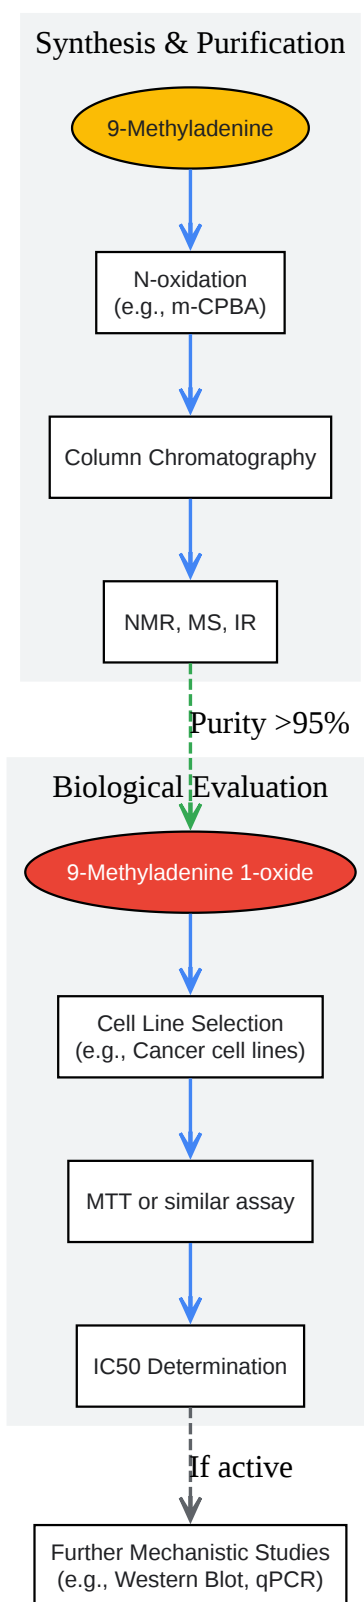 Synthesis & Purification
9-Methyladenine
N-oxidation
(e.g., m-CPBA)
Column Chromatography
NMR, MS, IR
Purity >95%
Biological Evaluation
9-Methyladenine 1-oxide
Cell Line Selection
(e.g., Cancer cell lines)
MTT or similar assay
IC50 Determination
If active
Further Mechanistic Studies
(e.g., Western Blot, qPCR)